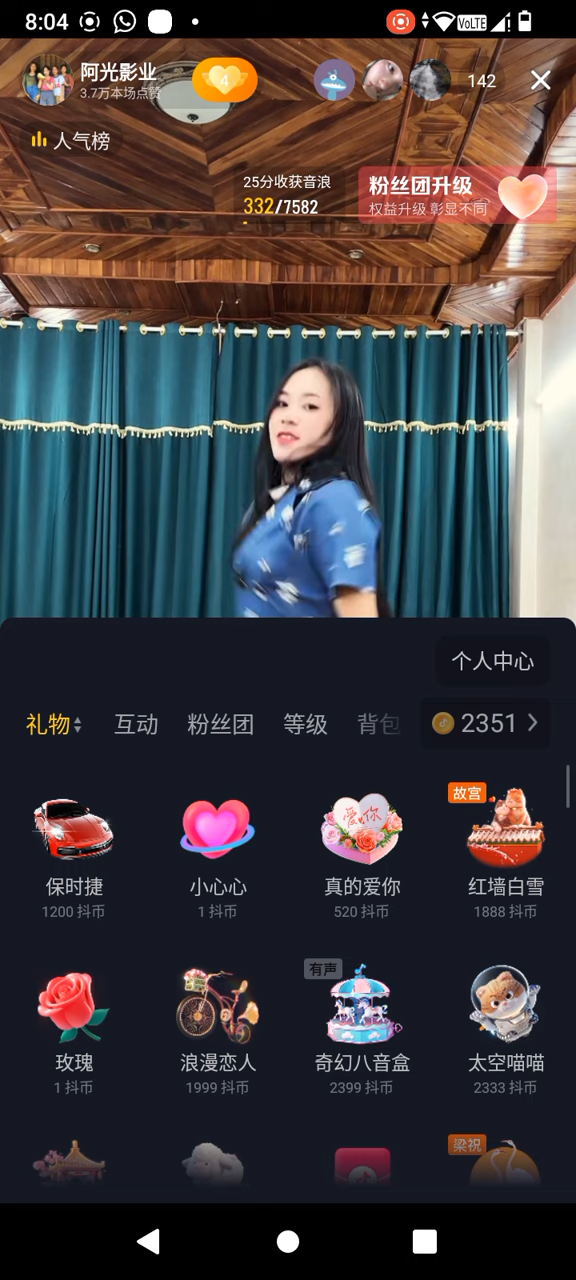 8:04
VoLTE
阿光影业
3.7万本场点赞
4
142
人气榜
25分收获音浪
332/7582
粉丝团升级
权益升级 彰显不同
个人中心
礼物
互动
粉丝团
等级
背包
2351
故宫
爱你
保时捷
小心心
真的爱你
红墙白雪
1200 抖币
1 抖币
520 抖币
1888 抖币
有声
玫瑰
浪漫恋人
奇幻八音盒
太空喵喵
1 抖币
1999 抖币
2399 抖币
2333 抖币
梁祝